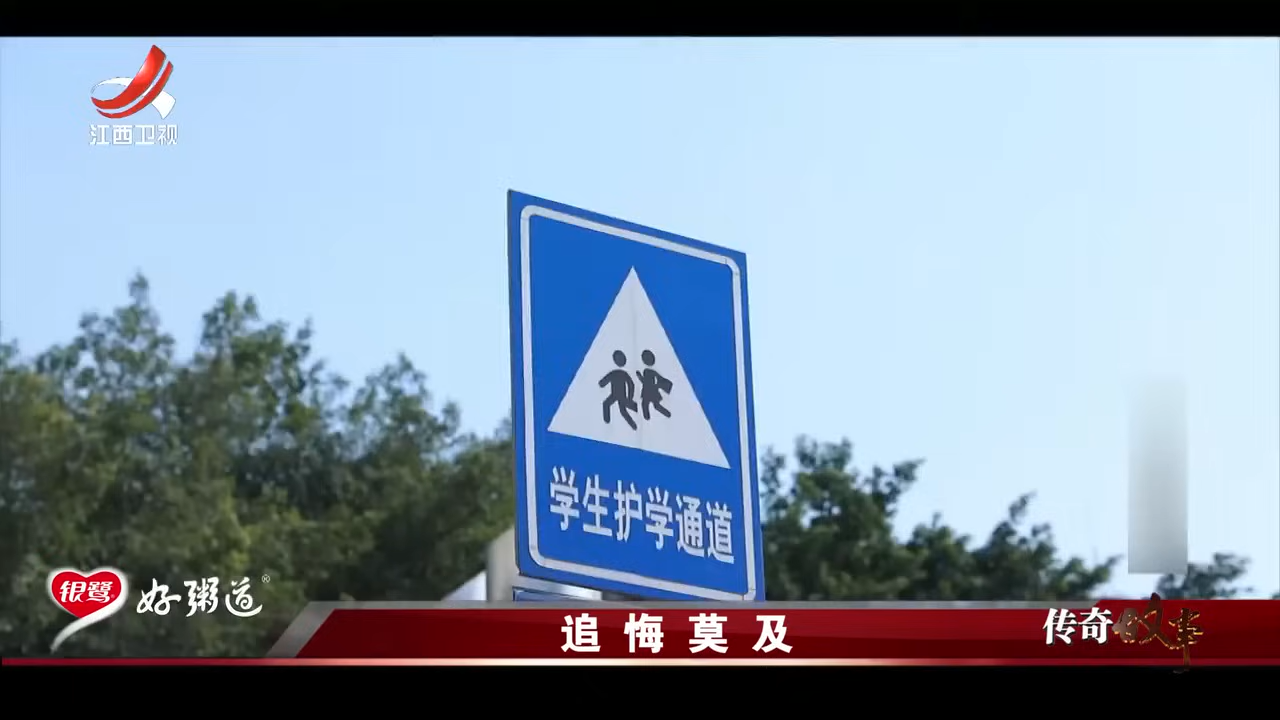 江西卫视
学生护学通道
银鹭 好粥道®
追悔莫及
传奇故事